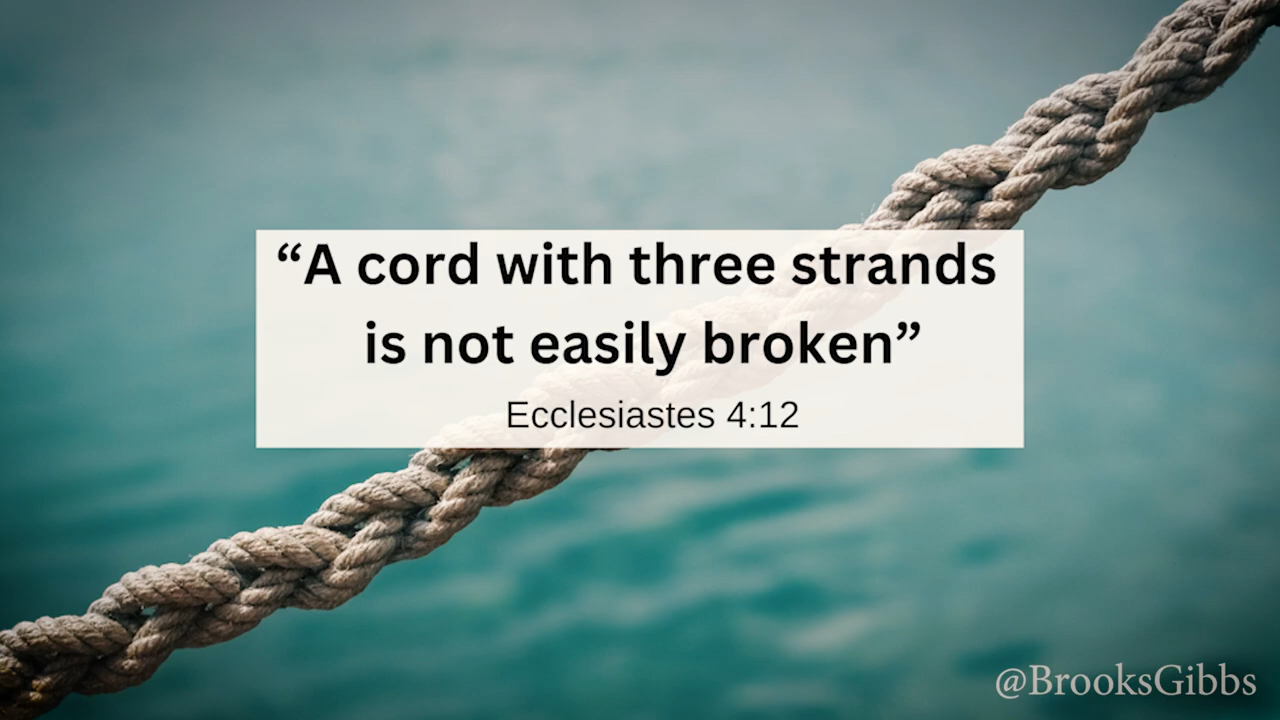 “A cord with three strands
is not easily broken”
Ecclesiastes 4:12
@BrooksGibbs